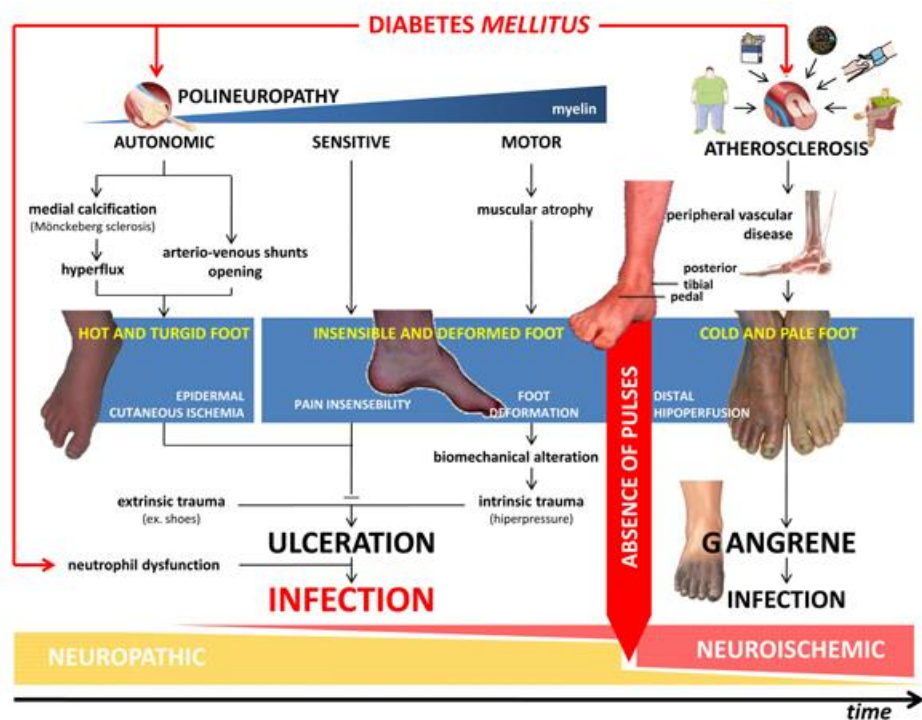 DIABETES MELLITUS
POLINEUROPATHY
myelin
AUTONOMIC
SENSITIVE
MOTOR
ATHEROSCLEROSIS
medial calcification
(Mönckeberg sclerosis)
hyperflux
arterio-venous shunts
opening
muscular atrophy
peripheral vascular
disease
posterior
tibial
pedal
HOT AND TURGID FOOT
INSENSIBLE AND DEFORMED FOOT
COLD AND PALE FOOT
EPIDERMAL
CUTANEOUS ISCHEMIA
PAIN INSENSEBILITY
FOOT
DEFORMATION
DISTAL
HIPOPERFUSION
ABSENCE OF PULSES
biomechanical alteration
extrinsic trauma
(ex. shoes)
intrinsic trauma
(hiperpressure)
ULCERATION
GANGRENE
neutrophil dysfunction
INFECTION
INFECTION
NEUROPATHIC
NEUROISCHEMIC
time